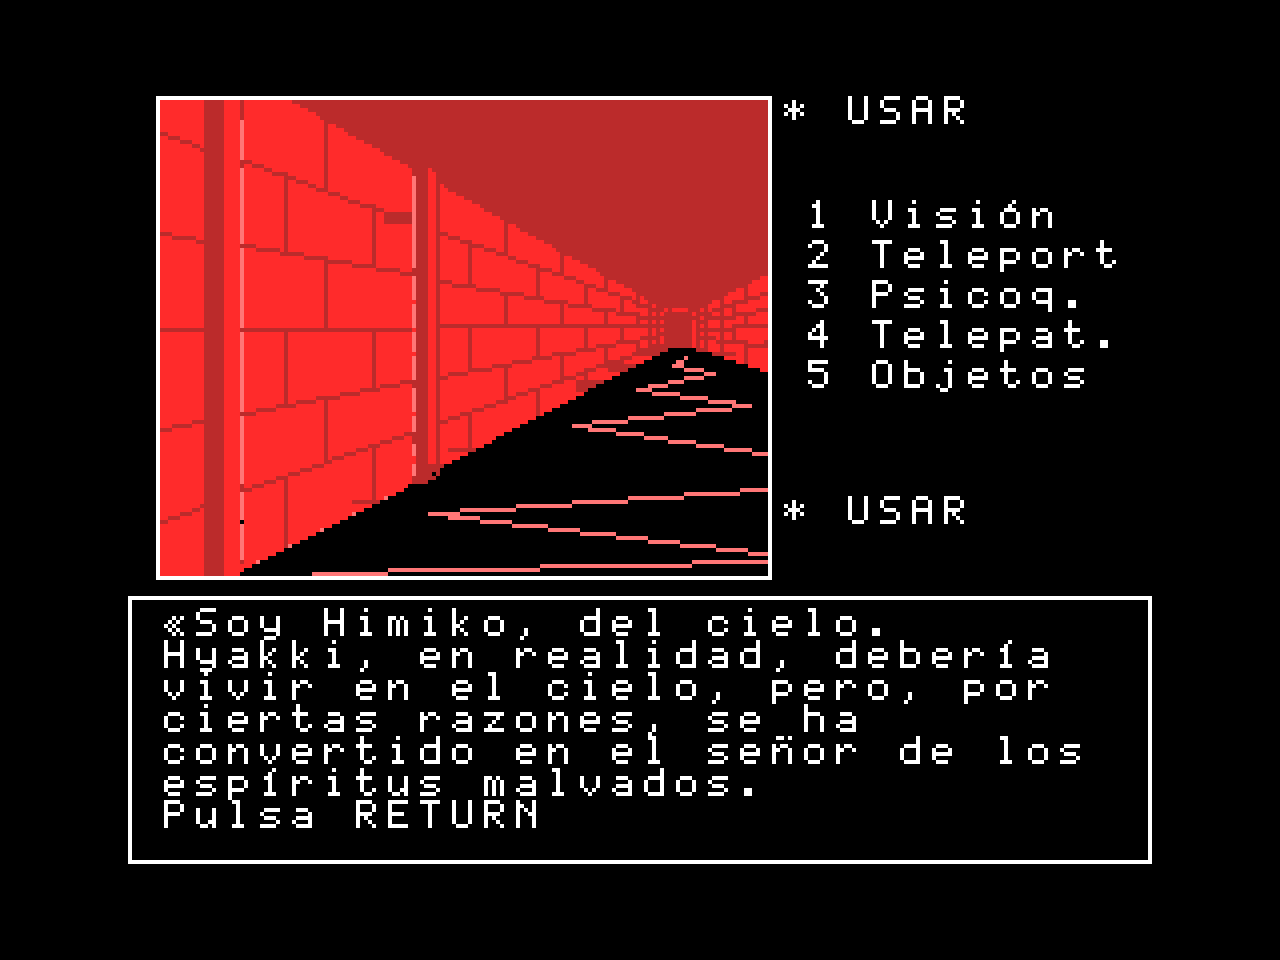 * USAR
1 Visión
2 Teleport
3 Psicoq.
4 Telepat.
5 Objetos
* USAR
«Soy Himiko, del cielo.
Hyakki, en realidad, debería
vivir en el cielo, pero, por
ciertas razones, se ha
convertido en el señor de los
espíritus malvados.
Pulsa RETURN